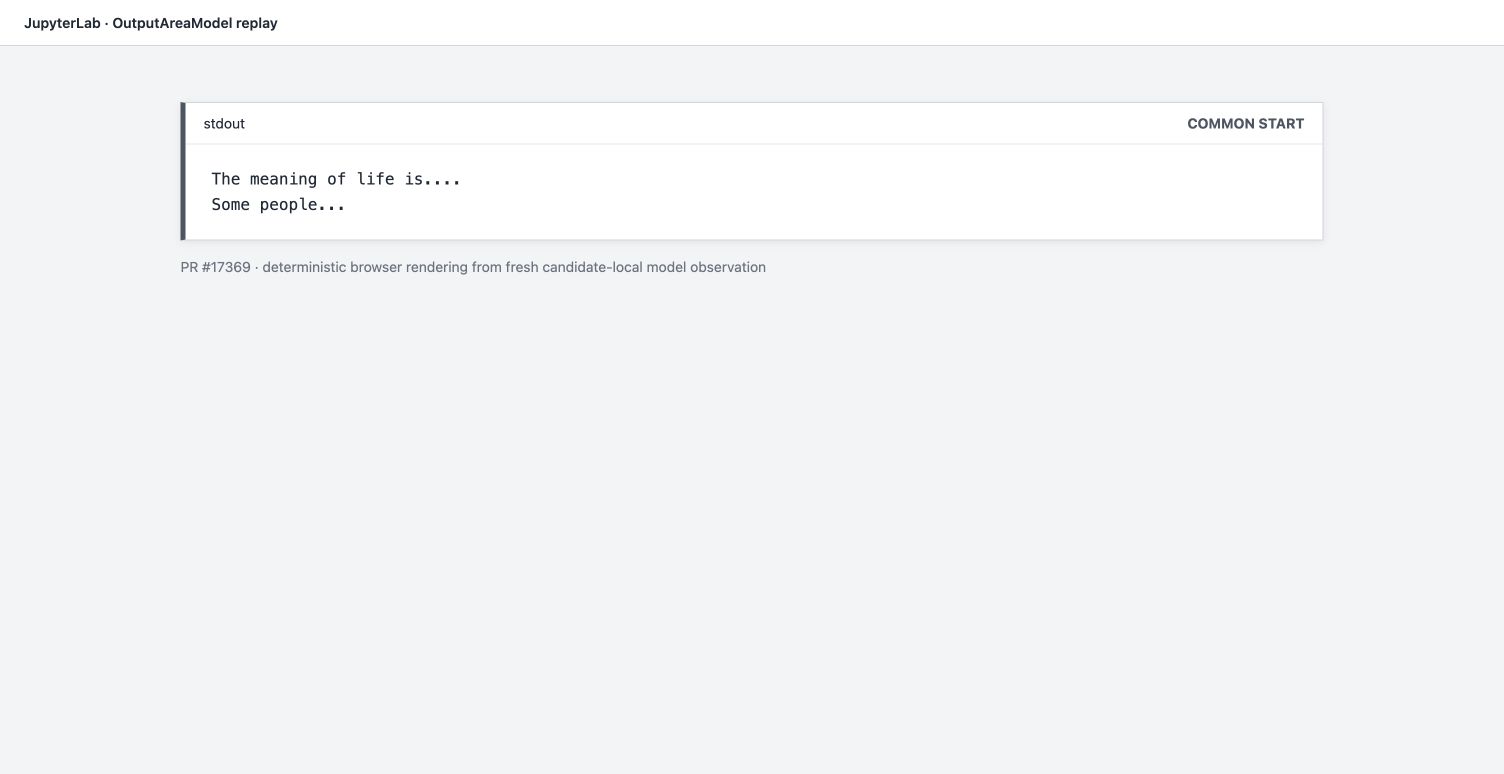 JupyterLab · OutputAreaModel replay
stdout COMMON START
The meaning of life is....
Some people...
PR #17369 · deterministic browser rendering from fresh candidate-local model observation